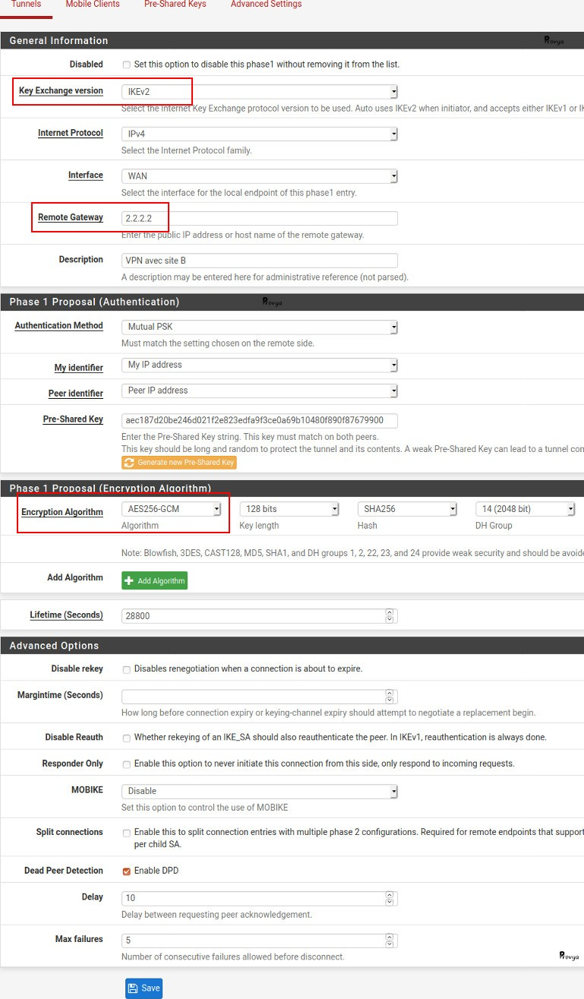 Tunnels Mobile Clients Pre-Shared Keys Advanced Settings
General Information Provya
Disabled Set this option to disable this phase1 without removing it from the list.
Key Exchange version IKEv2
Select the Internet Key Exchange protocol version to be used. Auto uses IKEv2 when initiator, and accepts either IKEv1 or
Internet Protocol IPv4
Select the Internet Protocol family.
Interface WAN
Select the interface for the local endpoint of this phase1 entry.
Remote Gateway 2.2.2.2
Enter the public IP address or host name of the remote gateway.
Description VPN avec site B
A description may be entered here for administrative reference (not parsed).
Phase 1 Proposal (Authentication) Provya
Authentication Method Mutual PSK
Must match the setting chosen on the remote side.
My identifier My IP address
Peer identifier Peer IP address
Pre-Shared Key aec187d20be246d021f2e823edfa9f3ce0a69b10480f890f87679900
Enter the Pre-Shared Key string. This key must match on both peers.
This key should be long and random to protect the tunnel and its contents. A weak Pre-Shared Key can lead to a tunnel con
Generate new Pre-Shared Key
Phase 1 Proposal (Encryption Algorithm)
Encryption Algorithm AES256-GCM 128 bits SHA256 14 (2048 bit)
Algorithm Key length Hash DH Group
Note: Blowfish, 3DES, CAST128, MD5, SHA1, and DH groups 1, 2, 22, 23, and 24 provide weak security and should be avoide
Add Algorithm Add Algorithm
Lifetime (Seconds) 28800
Advanced Options
Disable rekey Disables renegotiation when a connection is about to expire.
Margintime (Seconds)
How long before connection expiry or keying-channel expiry should attempt to negotiate a replacement begin.
Disable Reauth Whether rekeying of an IKE_SA should also reauthenticate the peer. In IKEv1, reauthentication is always done.
Responder Only Enable this option to never initiate this connection from this side, only respond to incoming requests.
MOBIKE Disable
Set this option to control the use of MOBIKE
Split connections Enable this to split connection entries with multiple phase 2 configurations. Required for remote endpoints that support
per child SA.
Dead Peer Detection Enable DPD
Delay 10
Delay between requesting peer acknowledgement.
Max failures 5
Number of consecutive failures allowed before disconnect.
Provya
Save